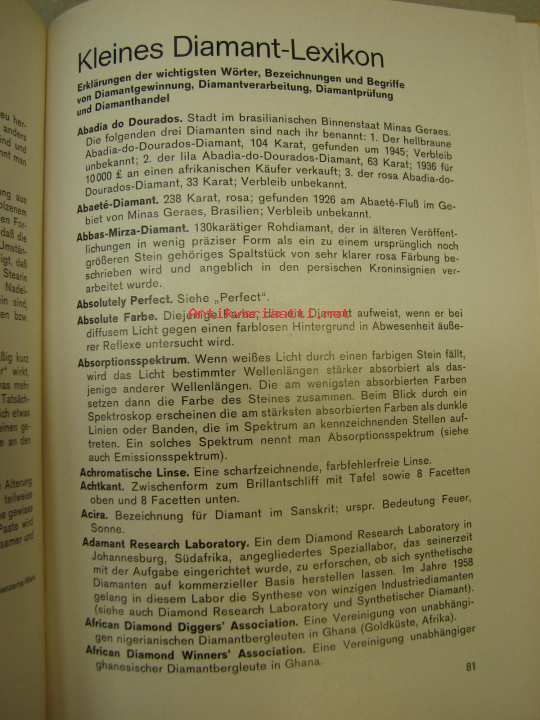 Kleines Diamant-Lexikon
Erklärungen der wichtigsten Wörter, Bezeichnungen und Begriffe
von Diamantgewinnung, Diamantverarbeitung, Diamantprüfung
und Diamanthandel
Abadia do Dourados. Stadt im brasilianischen Binnenstaat Minas Geraes.
Die folgenden drei Diamanten sind nach ihr benannt: 1. Der hellbraune
Abadia-do-Dourados-Diamant, 104 Karat, gefunden um 1945; Verbleib
unbekannt; 2. der lila Abadia-do-Dourados-Diamant, 63 Karat; 1936 für
10000 £ an einen afrikanischen Käufer verkauft; 3. der rosa Abadia-do-
Dourados-Diamant, 33 Karat; Verbleib unbekannt.
Abaeté-Diamant. 238 Karat, rosa; gefunden 1926 am Abaeté-Fluß im Ge-
biet von Minas Geraes, Brasilien; Verbleib unbekannt.
Abbas-Mirza-Diamant. 130karätiger Rohdiamant, der in älteren Veröffent-
lichungen in wenig präziser Form als ein zu einem ursprünglich noch
größeren Stein gehöriges Spaltstück von sehr klarer rosa Färbung be-
schrieben wird und angeblich in den persischen Kroninsignien ver-
arbeitet wurde.
Absolutely Perfect. Siehe „Perfect".
Absolute Farbe. Diejenige Farbe, die ein Diamant aufweist, wenn er bei
diffusem Licht gegen einen farblosen Hintergrund in Abwesenheit äuße-
rer Reflexe untersucht wird.
Absorptionsspektrum. Wenn weißes Licht durch einen farbigen Stein fällt,
wird das Licht bestimmter Wellenlängen stärker absorbiert als das-
jenige anderer Wellenlängen. Die am wenigsten absorbierten Farben
setzen dann die Farbe des Steines zusammen. Beim Blick durch ein
Spektroskop erscheinen die am stärksten absorbierten Farben als dunkle
Linien oder Banden, die im Spektrum an kennzeichnenden Stellen auf-
treten. Ein solches Spektrum nennt man Absorptionsspektrum (siehe
auch Emissionsspektrum).
Achromatische Linse. Eine scharfzeichnende, farbfehlerfreie Linse.
Achtkant. Zwischenform zum Brillantschliff mit Tafel sowie 8 Facetten
oben und 8 Facetten unten.
Acira. Bezeichnung für Diamant im Sanskrit; urspr. Bedeutung Feuer,
Sonne.
Adamant Research Laboratory. Ein dem Diamond Research Laboratory in
Johannesburg, Südafrika, angegliedertes Speziallabor, das seinerzeit
mit der Aufgabe eingerichtet wurde, zu erforschen, ob sich synthetische
Diamanten auf kommerzieller Basis herstellen lassen. Im Jahre 1958
gelang in diesem Labor die Synthese von winzigen Industriediamanten
(siehe auch Diamond Research Laboratory und Synthetischer Diamant).
African Diamond Diggers' Association. Eine Vereinigung von unabhängi-
gen nigerianischen Diamantbergleuten in Ghana (Goldküste, Afrika).
African Diamond Winners' Association. Eine Vereinigung unabhängiger
ghanesischer Diamantbergleute in Ghana.
81